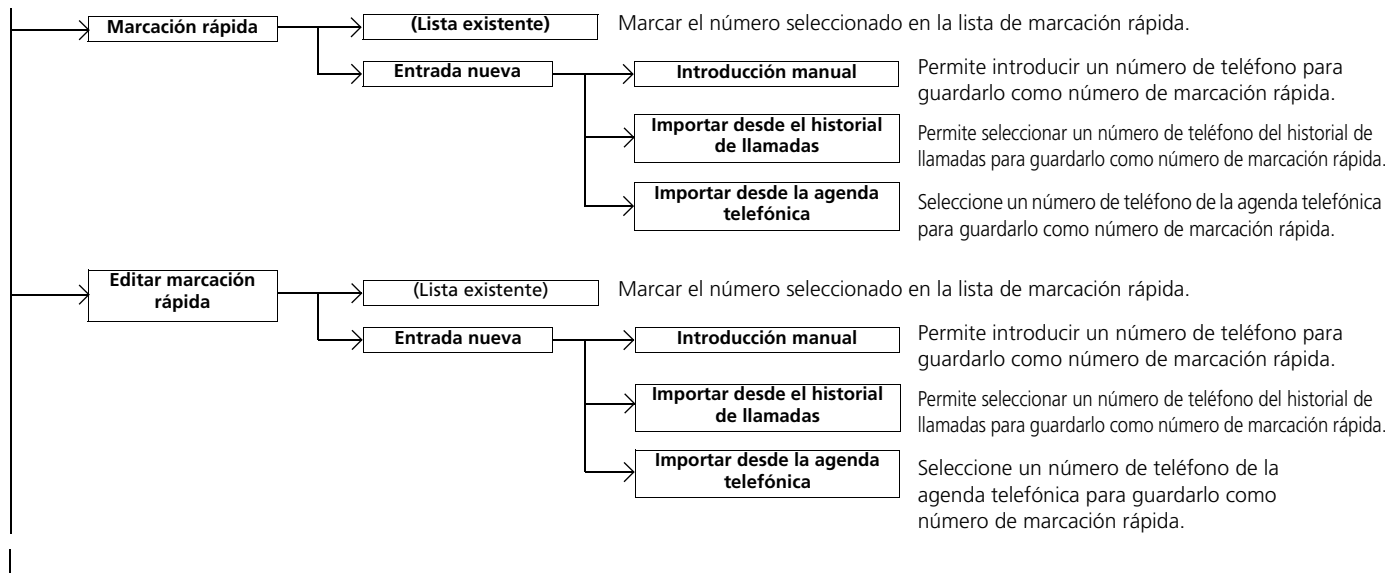 Marcación rápida
(Lista existente)
Marcar el número seleccionado en la lista de marcación rápida.
Entrada nueva
Introducción manual
Permite introducir un número de teléfono para
guardarlo como número de marcación rápida.
Importar desde el historial
de llamadas
Permite seleccionar un número de teléfono del historial de
llamadas para guardarlo como número de marcación rápida.
Importar desde la agenda
telefónica
Seleccione un número de teléfono de la agenda telefónica
para guardarlo como número de marcación rápida.
Editar marcación
rápida
(Lista existente)
Marcar el número seleccionado en la lista de marcación rápida.
Entrada nueva
Introducción manual
Permite introducir un número de teléfono para
guardarlo como número de marcación rápida.
Importar desde el historial
de llamadas
Permite seleccionar un número de teléfono del historial de
llamadas para guardarlo como número de marcación rápida.
Importar desde la agenda
telefónica
Seleccione un número de teléfono de la
agenda telefónica para guardarlo como
número de marcación rápida.